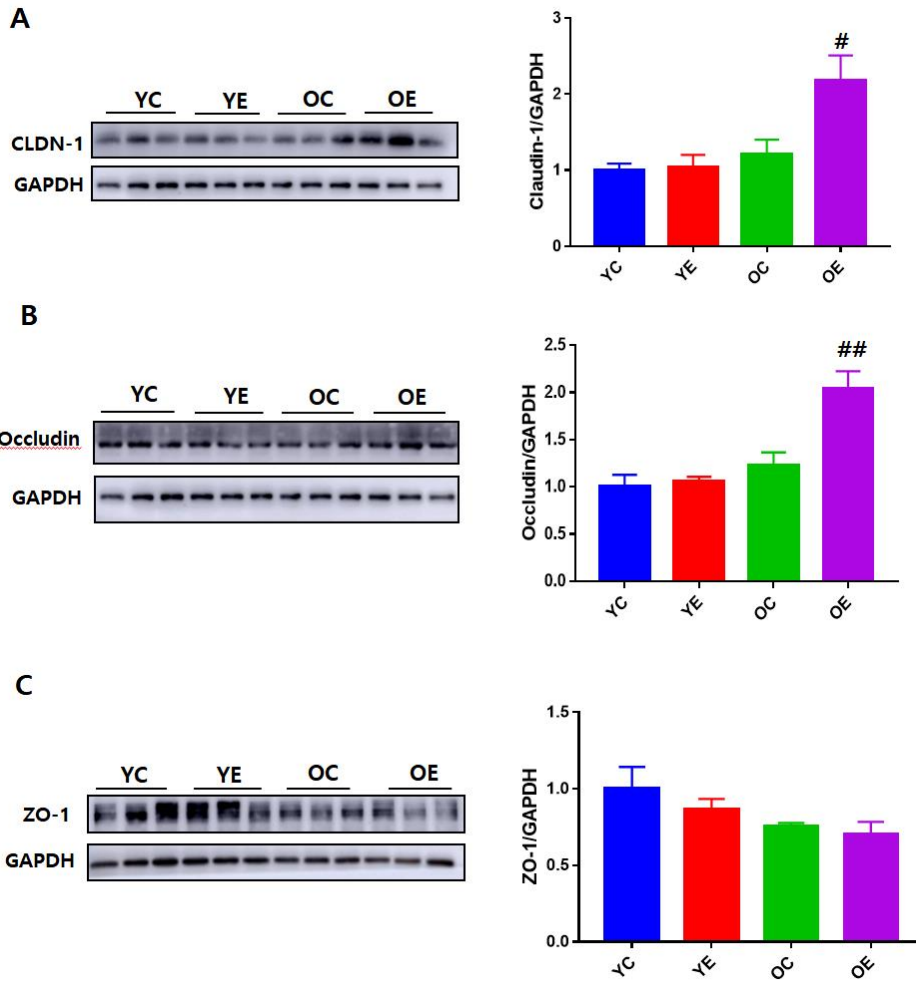 A
YC YE OC OE
CLDN-1
GAPDH
Claudin-1/GAPDH
3
2
1
0
#
YC YE OC OE
B
YC YE OC OE
Occludin
GAPDH
Occludin/GAPDH
2.5
2.0
1.5
1.0
0.5
0.0
##
YC YE OC OE
C
YC YE OC OE
ZO-1
GAPDH
ZO-1/GAPDH
1.5
1.0
0.5
0.0
YC YE OC OE